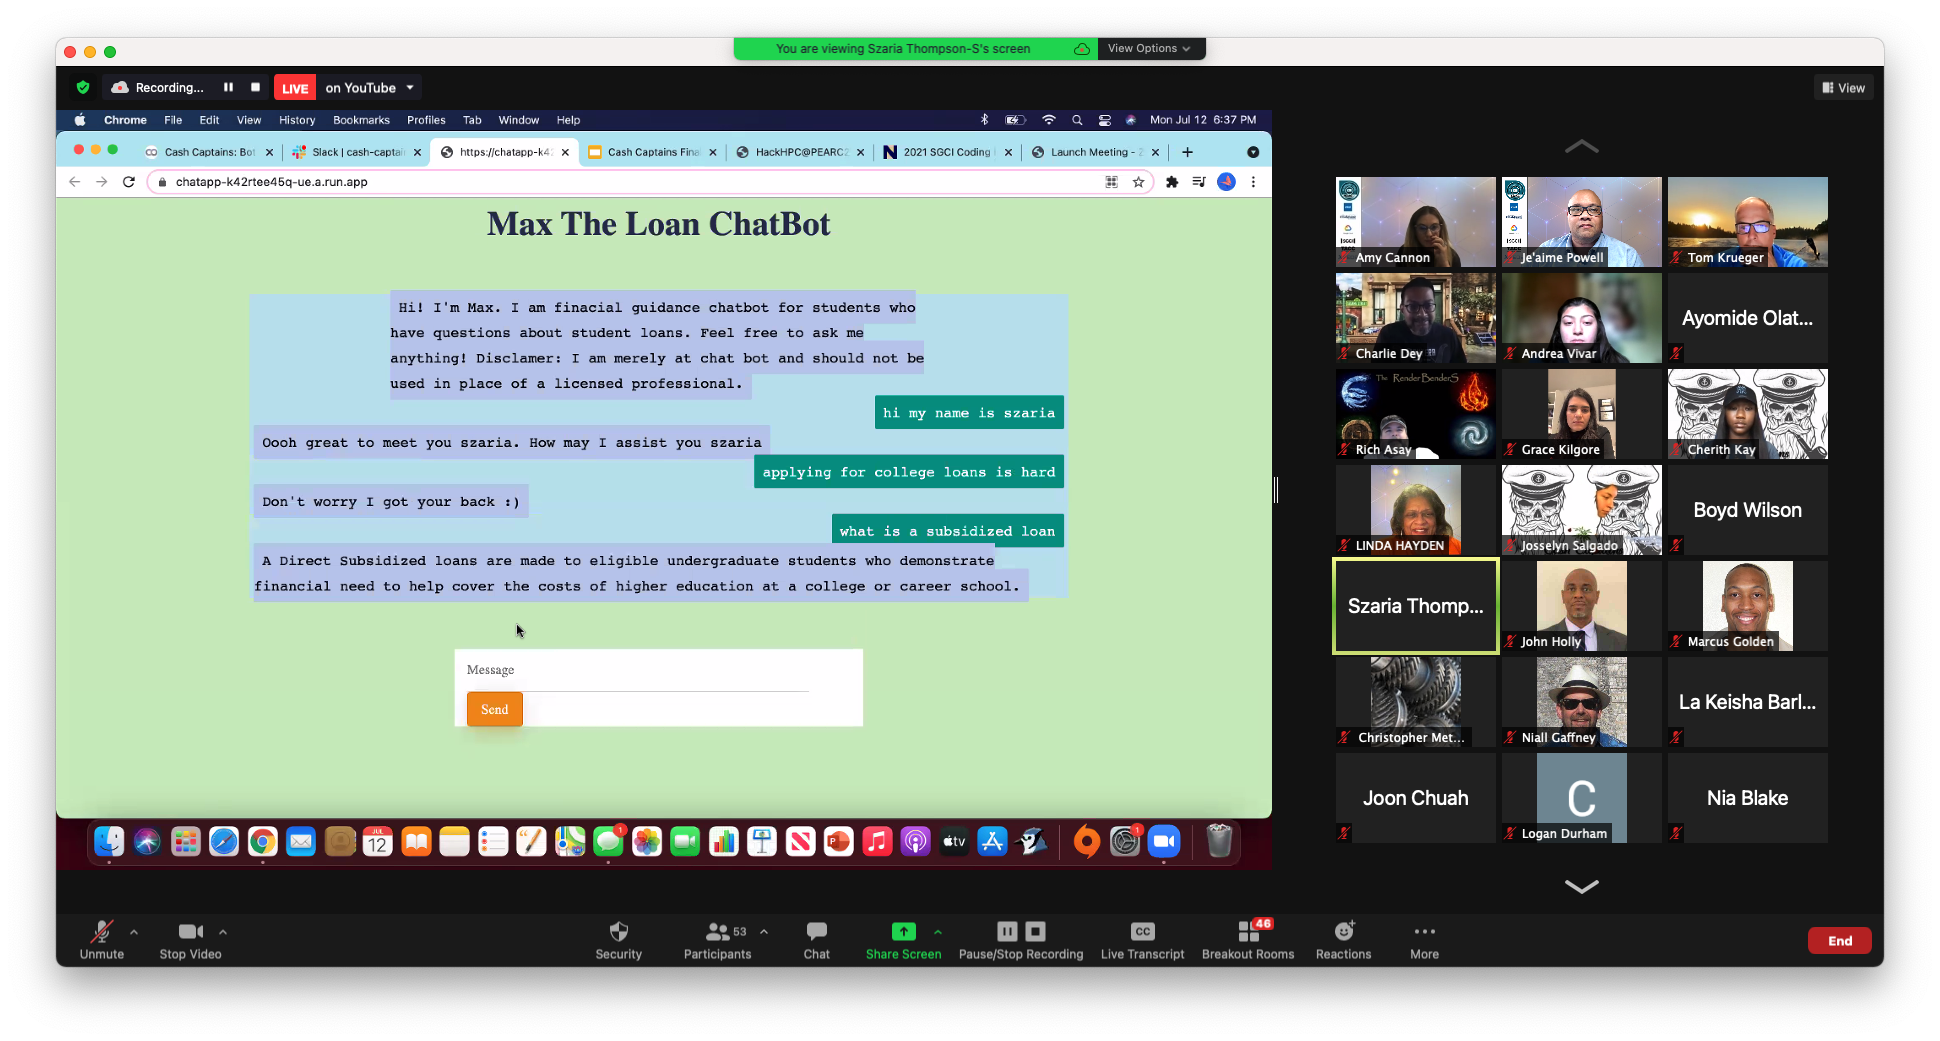 You are viewing Szaria Thompson-S's screen
View Options
Recording...
LIVE on YouTube
View
Chrome File Edit View History Bookmarks Profiles Tab Window Help
Mon Jul 12 6:37 PM
Cash Captains: Bot
Slack | cash-captai
https://chatapp-k42
Cash Captains Fina
HackHPC@PEARC2
2021 SGCI Coding
Launch Meeting -
chatapp-k42rtee45q-ue.a.run.app
Max The Loan ChatBot
Hi! I'm Max. I am finacial guidance chatbot for students who
have questions about student loans. Feel free to ask me
anything! Disclamer: I am merely at chat bot and should not be
used in place of a licensed professional.
hi my name is szaria
Oooh great to meet you szaria. How may I assist you szaria
applying for college loans is hard
Don't worry I got your back :)
what is a subsidized loan
A Direct Subsidized loans are made to eligible undergraduate students who demonstrate
financial need to help cover the costs of higher education at a college or career school.
Message
Send
JUL
12
tv
1
1
Amy Cannon
Je'aime Powell
Tom Krueger
Charlie Dey
Andrea Vivar
Ayomide Olat...
The RenderBenderS
Rich Asay
Grace Kilgore
Cherith Kay
LINDA HAYDEN
Josselyn Salgado
Boyd Wilson
Szaria Thomp...
John Holly
Marcus Golden
Christopher Met...
Niall Gaffney
La Keisha Barl...
Joon Chuah
C
Logan Durham
Nia Blake
Unmute
Stop Video
Security
Participants
53
Chat
Share Screen
Pause/Stop Recording
CC
Live Transcript
46
Breakout Rooms
Reactions
More
End